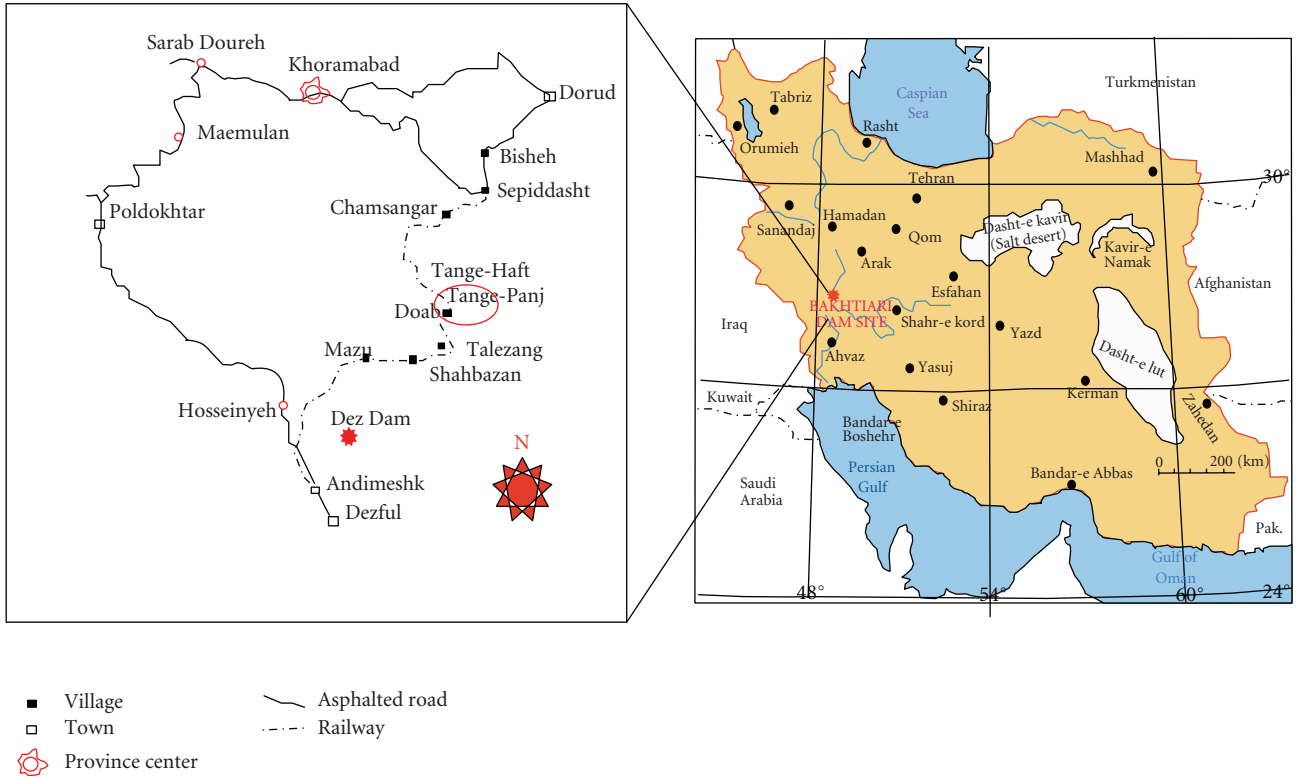 Sarab Doureh
Khoramabad
Dorud
Maemulan
Bisheh
Sepiddasht
Chamsangar
Poldokhtar
Tange-Haft
Tange-Panj
Doab
Mazu
Talezang
Shahbazan
Hosseinyeh
Dez Dam
N
Andimeshk
Dezful
Caspian
Sea
Turkmenistan
Tabriz
Orumieh
Rasht
Mashhad
30°
Tehran
Sanandaj
Hamadan
Qom
Dasht-e kavir
(Salt desert)
Kavir-e
Namak
Arak
Esfahan
Afghanistan
BAKHTIARI
DAM SITE
Iraq
Shahr-e kord
Yazd
Ahvaz
Dasht-e lut
Yasuj
Kuwait
Shiraz
Kerman
Zahedan
Bandar-e
Boshehr
Persian
Gulf
Bandar-e Abbas
0 200 (km)
Saudi
Arabia
Pak.
Gulf of
Oman
48°
54°
60°
24°
Village
Town
Province center
Asphalted road
Railway